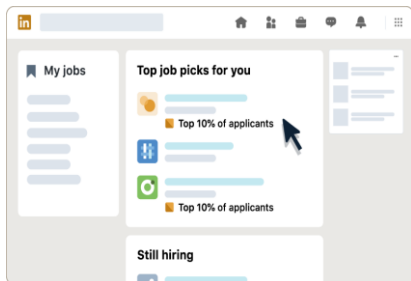 in
My jobs
Top job picks for you
Top 10% of applicants
Top 10% of applicants
Still hiring